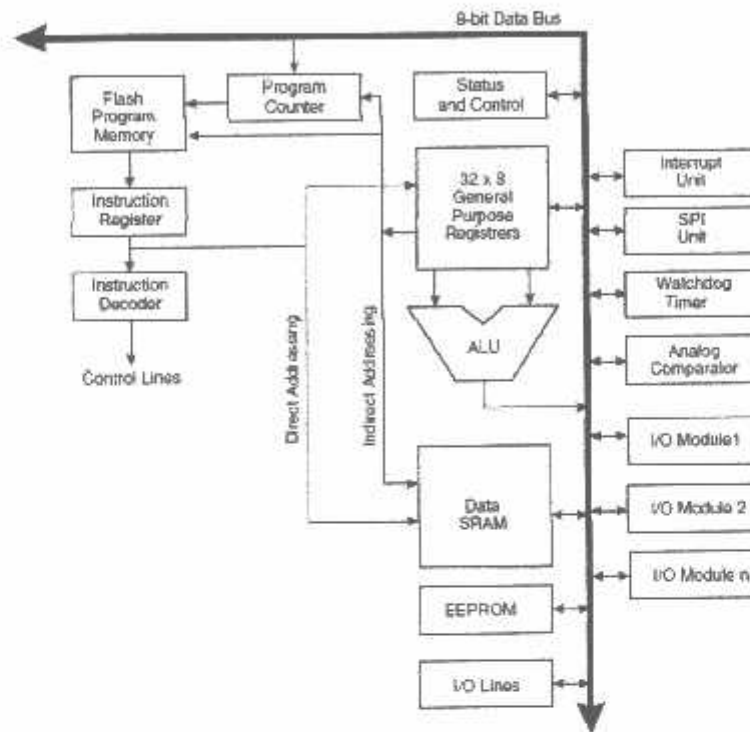 8-bit Data Bus
Flash
Program
Memory
Program
Counter
Status
and Control
Instruction
Register
32 x 8
General
Purpose
Registrers
Interrupt
Unit
SPI
Unit
Instruction
Decoder
Watchdog
Timer
Control Lines
Direct Addressing
Indirect Addressing
ALU
Analog
Comparator
I/O Module1
Data
SRAM
I/O Module 2
I/O Module n
EEPROM
I/O Lines